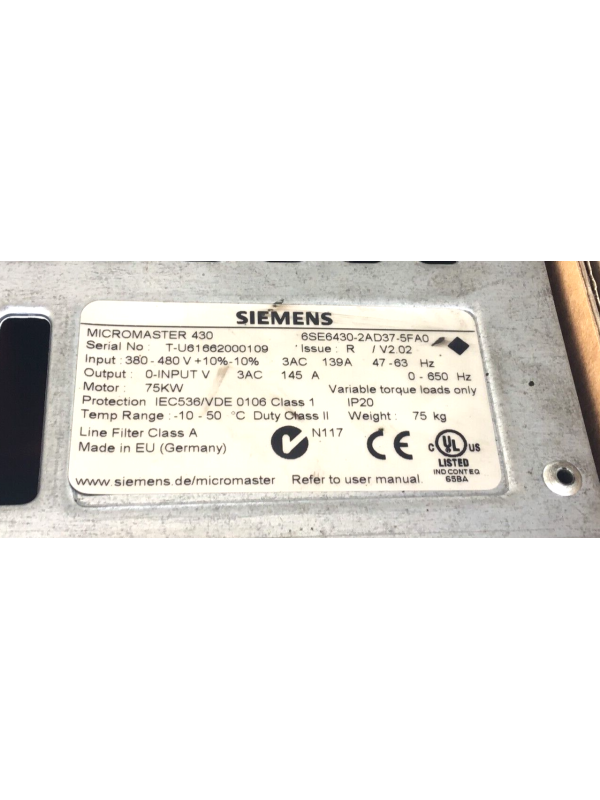 SIEMENS
MICROMASTER 430 6SE6430-2AD37-5FA0
Serial No : T-U61662000109 Issue : R / V2.02
Input : 380 - 480 V +10%-10% 3AC 139A 47 - 63 Hz
Output : 0-INPUT V 3AC 145 A 0 - 650 Hz
Motor : 75KW Variable torque loads only
Protection IEC536/VDE 0106 Class 1 IP20
Temp Range : -10 - 50 °C Duty Class II Weight : 75 kg
Line Filter Class A N117 CE C UL US
Made in EU (Germany) LISTED
IND CONT EQ
65BA
www.siemens.de/micromaster Refer to user manual